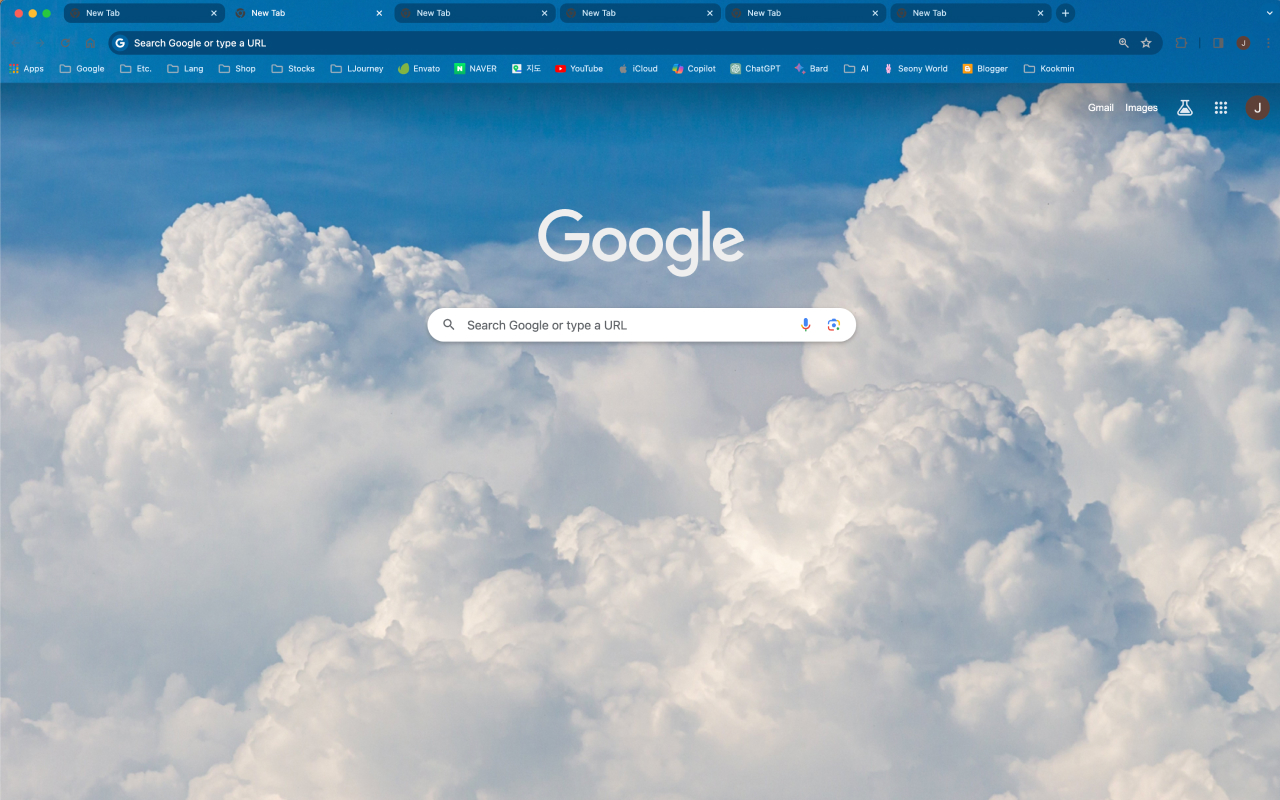 New Tab New Tab New Tab New Tab New Tab New Tab
Search Google or type a URL
Apps Google Etc. Lang Shop Stocks LJourney Envato NAVER 지도 YouTube iCloud Copilot ChatGPT Bard AI Seony World Blogger Kookmin
Gmail Images J
Google
Search Google or type a URL